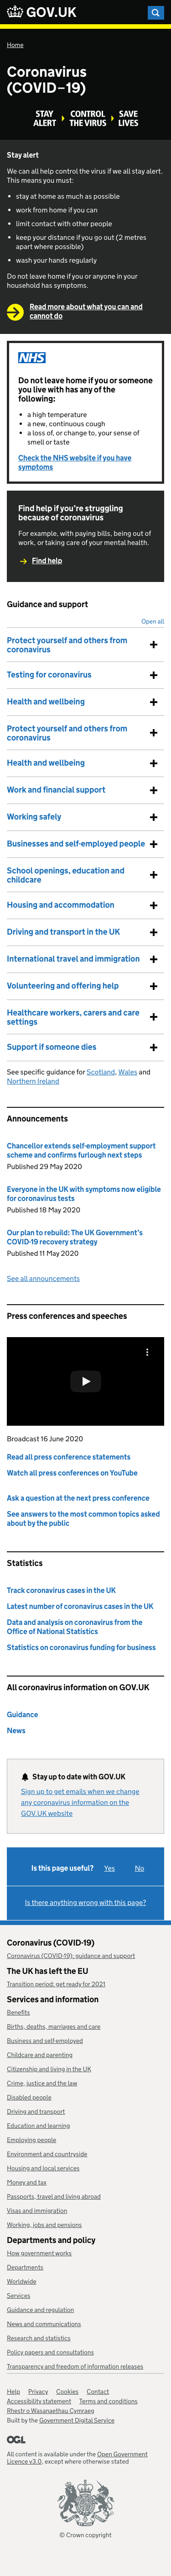 GOV.UK
Home
Coronavirus
(COVID-19)
STAY
ALERT
CONTROL
THE VIRUS
SAVE
LIVES
Stay alert
We can all help control the virus if we all stay alert.
This means you must:
stay at home as much as possible
work from home if you can
limit contact with other people
keep your distance if you go out (2 metres
apart where possible)
wash your hands regularly
Do not leave home if you or anyone in your
household has symptoms.
Read more about what you can and
cannot do
NHS
Do not leave home if you or someone
you live with has any of the
following:
a high temperature
a new, continuous cough
a loss of, or change to, your sense of
smell or taste
Check the NHS website if you have
symptoms
Find help if you're struggling
because of coronavirus
For example, with paying bills, being out of
work, or taking care of your mental health.
Find help
Guidance and support
Open all
Protect yourself and others from
coronavirus
Testing for coronavirus
Health and wellbeing
Protect yourself and others from
coronavirus
Health and wellbeing
Work and financial support
Working safely
Businesses and self-employed people
School openings, education and
childcare
Housing and accommodation
Driving and transport in the UK
International travel and immigration
Volunteering and offering help
Healthcare workers, carers and care
settings
Support if someone dies
See specific guidance for Scotland, Wales and
Northern Ireland
Announcements
Chancellor extends self-employment support
scheme and confirms furlough next steps
Published 29 May 2020
Everyone in the UK with symptoms now eligible
for coronavirus tests
Published 18 May 2020
Our plan to rebuild: The UK Government's
COVID-19 recovery strategy
Published 11 May 2020
See all announcements
Press conferences and speeches
Broadcast 16 June 2020
Read all press conference statements
Watch all press conferences on YouTube
Ask a question at the next press conference
See answers to the most common topics asked
about by the public
Statistics
Track coronavirus cases in the UK
Latest number of coronavirus cases in the UK
Data and analysis on coronavirus from the
Office of National Statistics
Statistics on coronavirus funding for business
All coronavirus information on GOV.UK
Guidance
News
Stay up to date with GOV.UK
Sign up to get emails when we change
any coronavirus information on the
GOV.UK website
Is this page useful? Yes No
Is there anything wrong with this page?
Coronavirus (COVID-19)
Coronavirus (COVID-19): guidance and support
The UK has left the EU
Transition period: get ready for 2021
Services and information
Benefits
Births, deaths, marriages and care
Business and self-employed
Childcare and parenting
Citizenship and living in the UK
Crime, justice and the law
Disabled people
Driving and transport
Education and learning
Employing people
Environment and countryside
Housing and local services
Money and tax
Passports, travel and living abroad
Visas and immigration
Working, jobs and pensions
Departments and policy
How government works
Departments
Worldwide
Services
Guidance and regulation
News and communications
Research and statistics
Policy papers and consultations
Transparency and freedom of information releases
Help Privacy Cookies Contact
Accessibility statement Terms and conditions
Rhestr o Wasanaethau Cymraeg
Built by the Government Digital Service
OGL
All content is available under the Open Government
Licence v3.0, except where otherwise stated
© Crown copyright